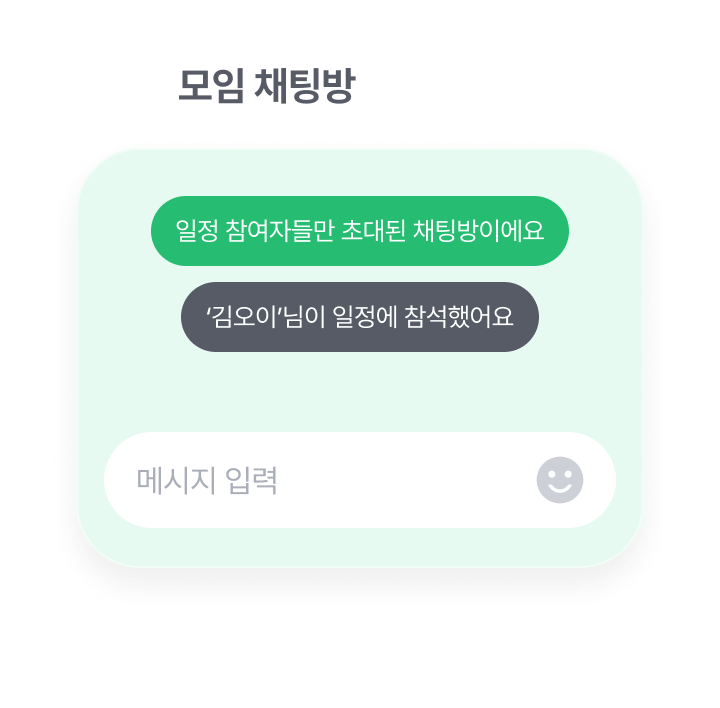 모임 채팅방
일정 참여자들만 초대된 채팅방이에요
‘김오이’님이 일정에 참석했어요
메시지 입력